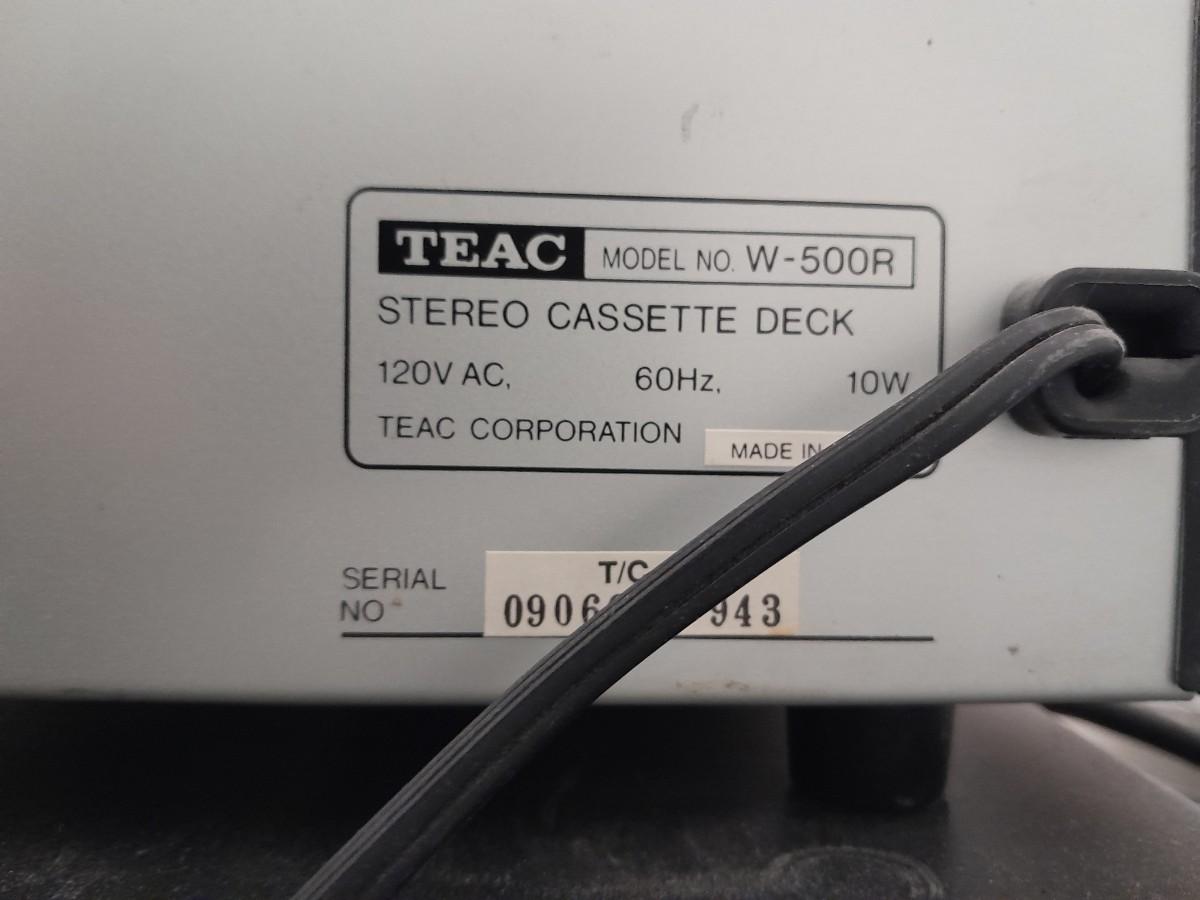 TEAC MODEL NO. W-500R
STEREO CASSETTE DECK
120V AC, 60Hz, 10W
TEAC CORPORATION MADE IN
SERIAL NO T/C
0906 943